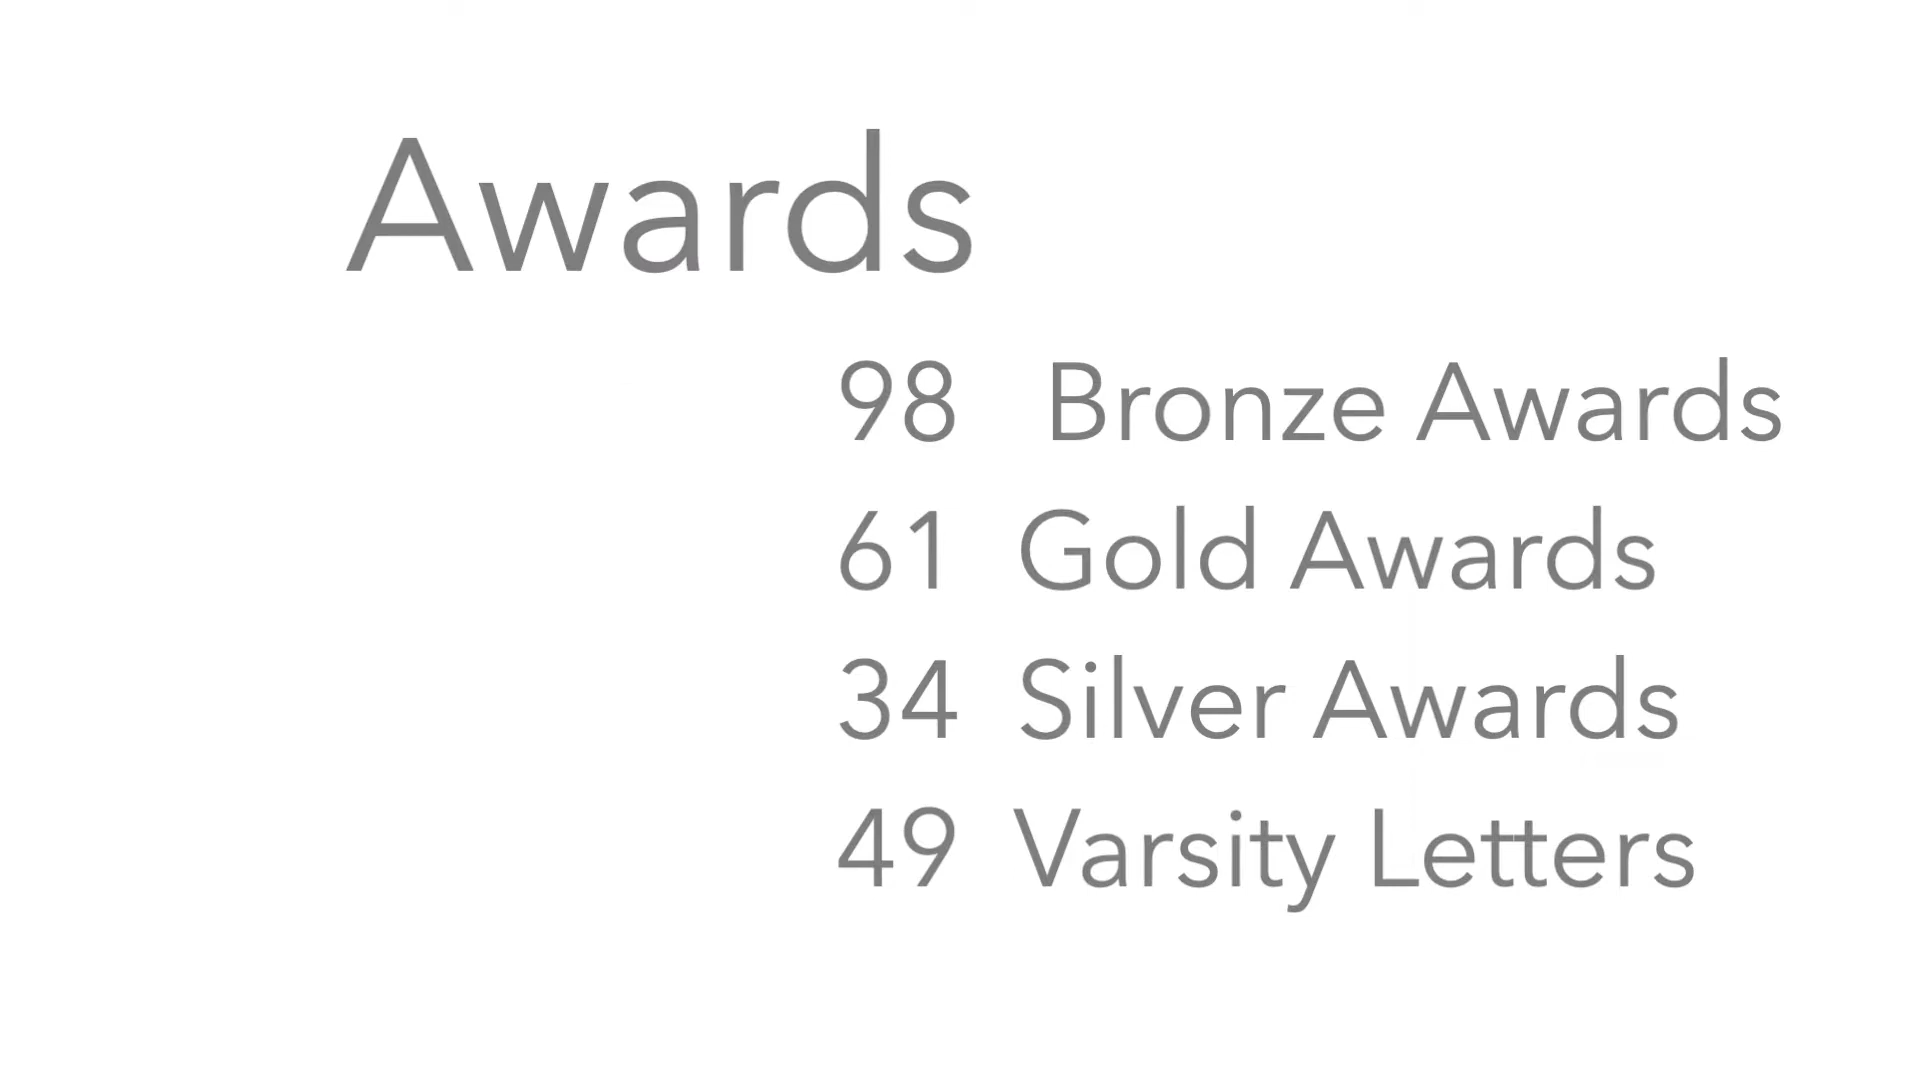 Awards
98 Bronze Awards
61 Gold Awards
34 Silver Awards
49 Varsity Letters